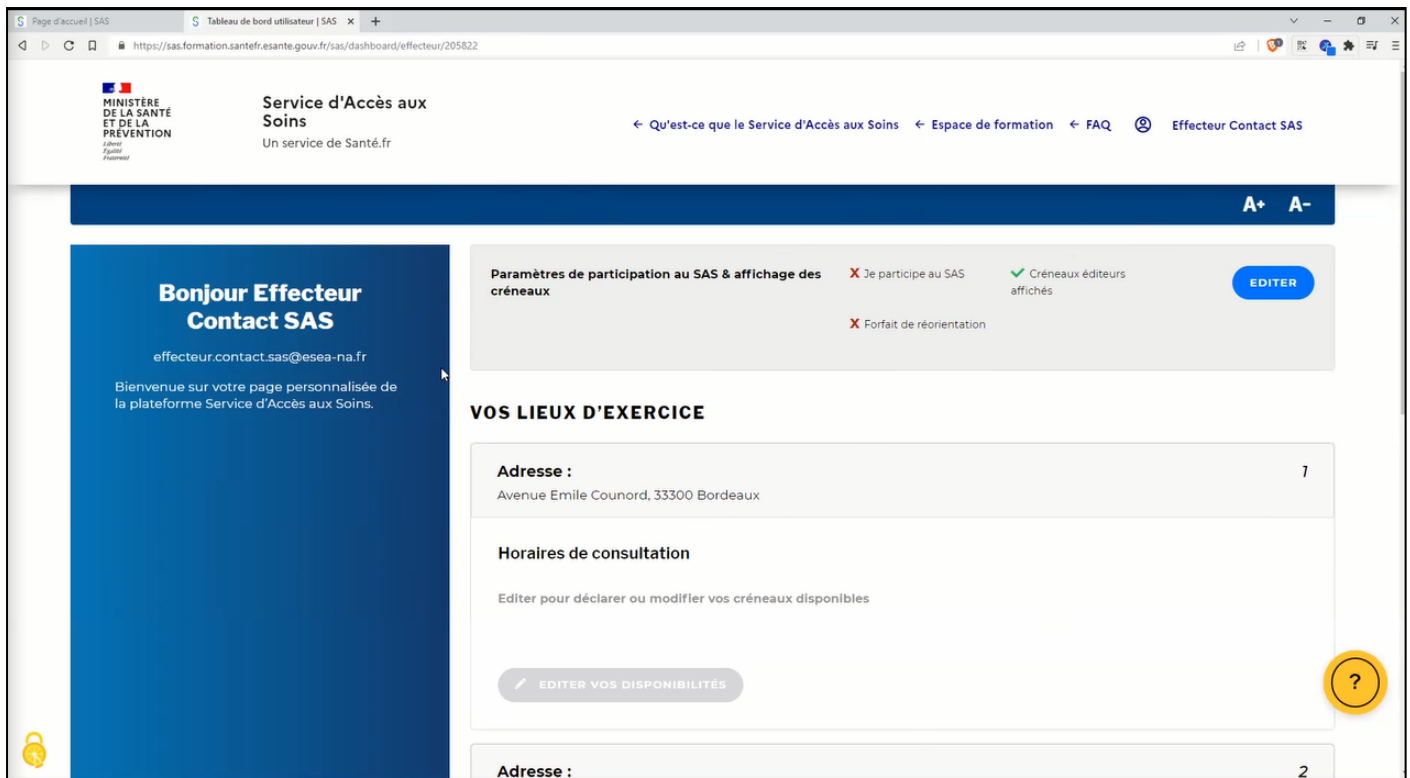 Page d'accueil | SAS
Tableau de bord utilisateur | SAS
https://sas.formation.santefr.esante.gouv.fr/sas/dashboard/effecteur/205822
MINISTÈRE
DE LA SANTÉ
ET DE LA
PRÉVENTION
Liberté
Égalité
Fraternité
Service d'Accès aux
Soins
Un service de Santé.fr
Qu'est-ce que le Service d'Accès aux Soins
Espace de formation
FAQ
Effecteur Contact SAS
A+ A-
Bonjour Effecteur
Contact SAS
effecteur.contact.sas@esea-na.fr
Bienvenue sur votre page personnalisée de
la plateforme Service d'Accès aux Soins.
Paramètres de participation au SAS & affichage des
créneaux
X Je participe au SAS
Créneaux éditeurs
affichés
X Forfait de réorientation
EDITER
VOS LIEUX D'EXERCICE
Adresse :
1
Avenue Emile Counord, 33300 Bordeaux
Horaires de consultation
Editer pour déclarer ou modifier vos créneaux disponibles
EDITER VOS DISPONIBILITÉS
?
Adresse :
2